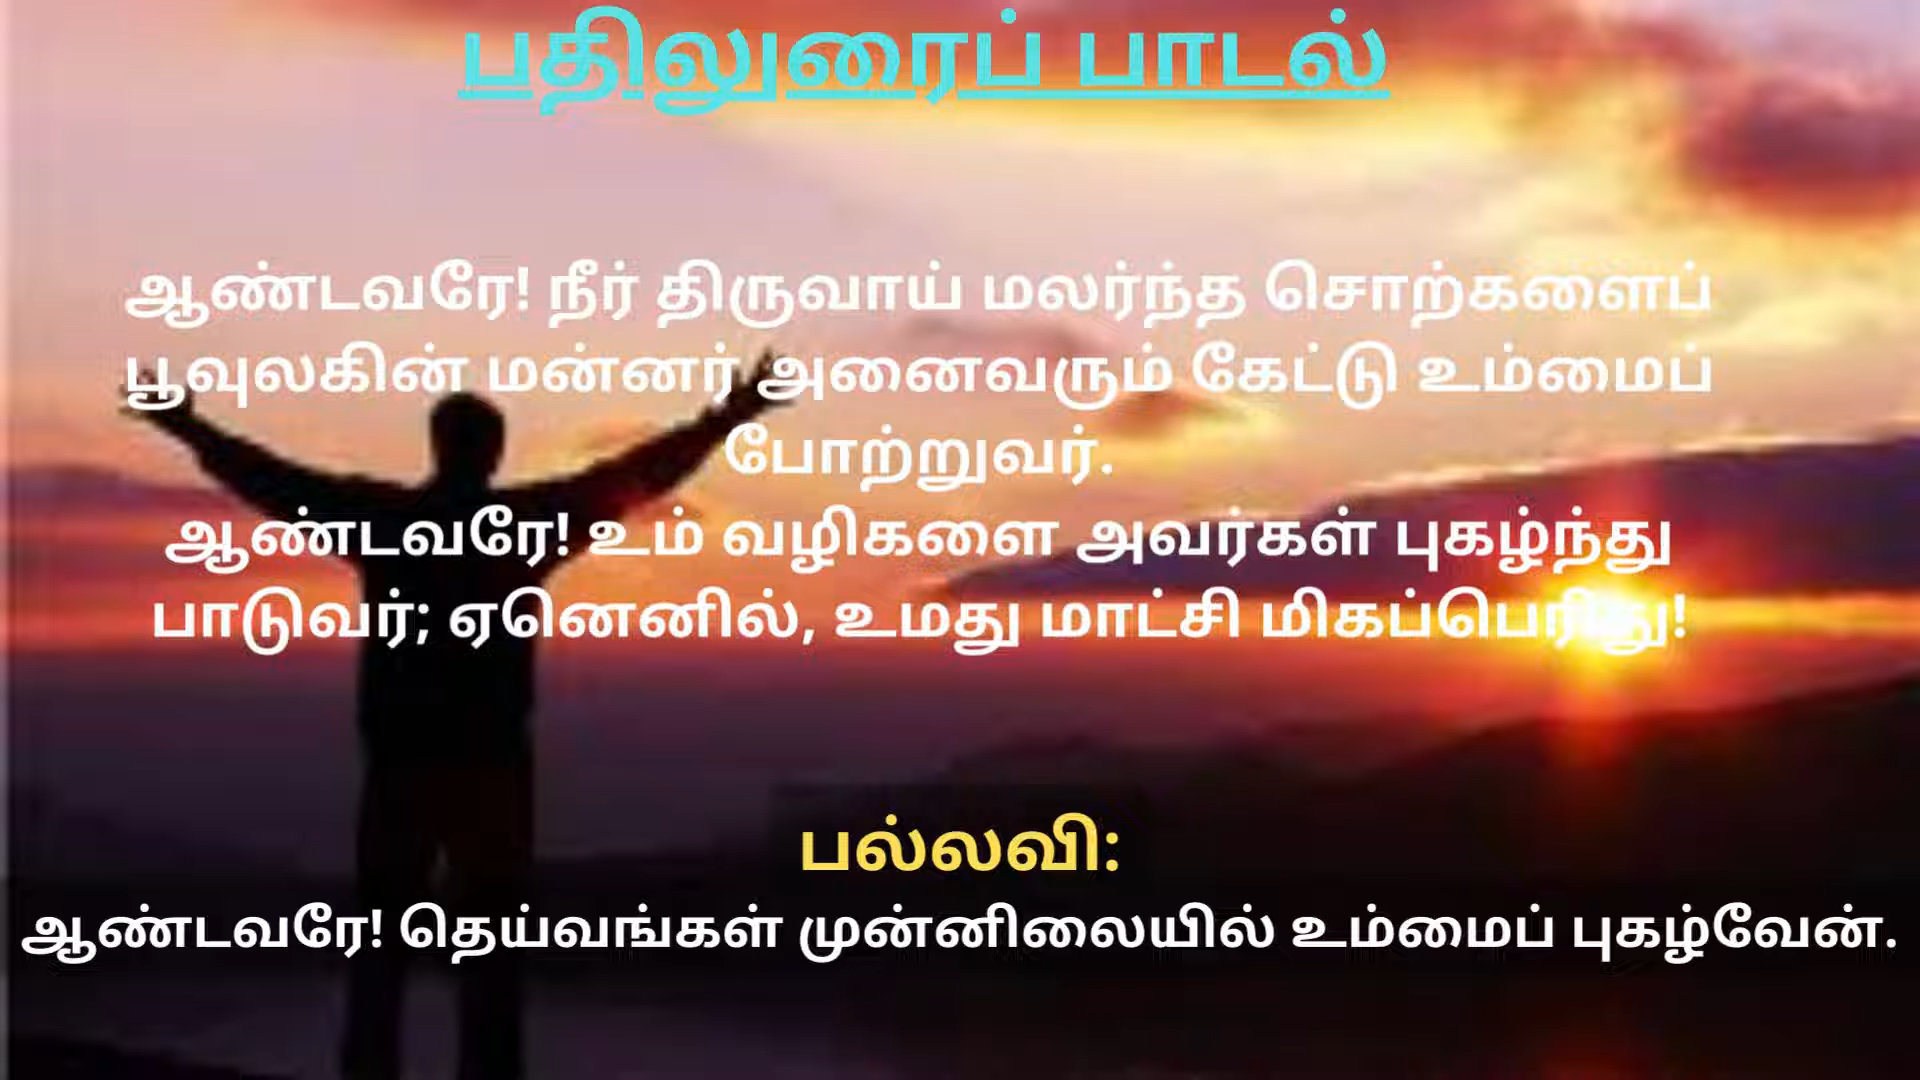 பதிலுரைப் பாடல்
ஆண்டவரே! நீர் திருவாய் மலர்ந்த சொற்களைப்
பூவுலகின் மன்னர் அனைவரும் கேட்டு உம்மைப்
போற்றுவர்.
ஆண்டவரே! உம் வழிகளை அவர்கள் புகழ்ந்து
பாடுவர்; ஏனெனில், உமது மாட்சி மிகப்பெரிது!
பல்லவி:
ஆண்டவரே! தெய்வங்கள் முன்னிலையில் உம்மைப் புகழ்வேன்.